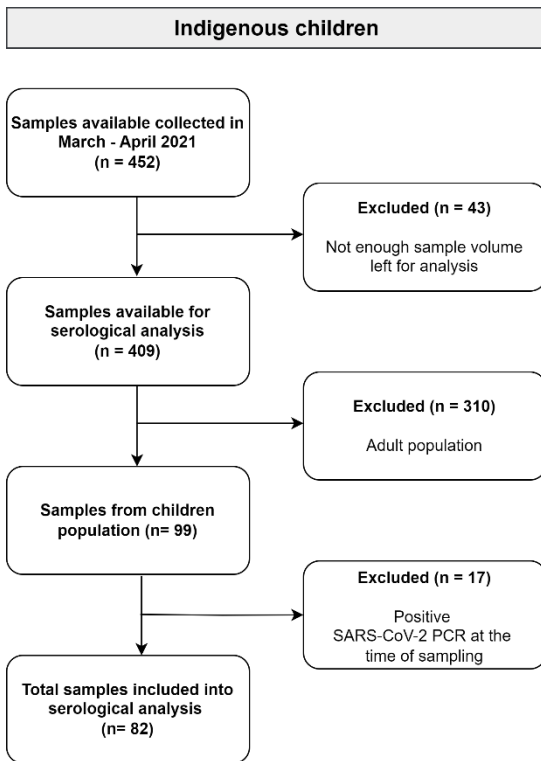 Indigenous children
Samples available collected in
March - April 2021
(n = 452)
Excluded (n = 43)
Not enough sample volume
left for analysis
Samples available for
serological analysis
(n = 409)
Excluded (n = 310)
Adult population
Samples from children
population (n= 99)
Excluded (n = 17)
Positive
SARS-CoV-2 PCR at the
time of sampling
Total samples included into
serological analysis
(n= 82)